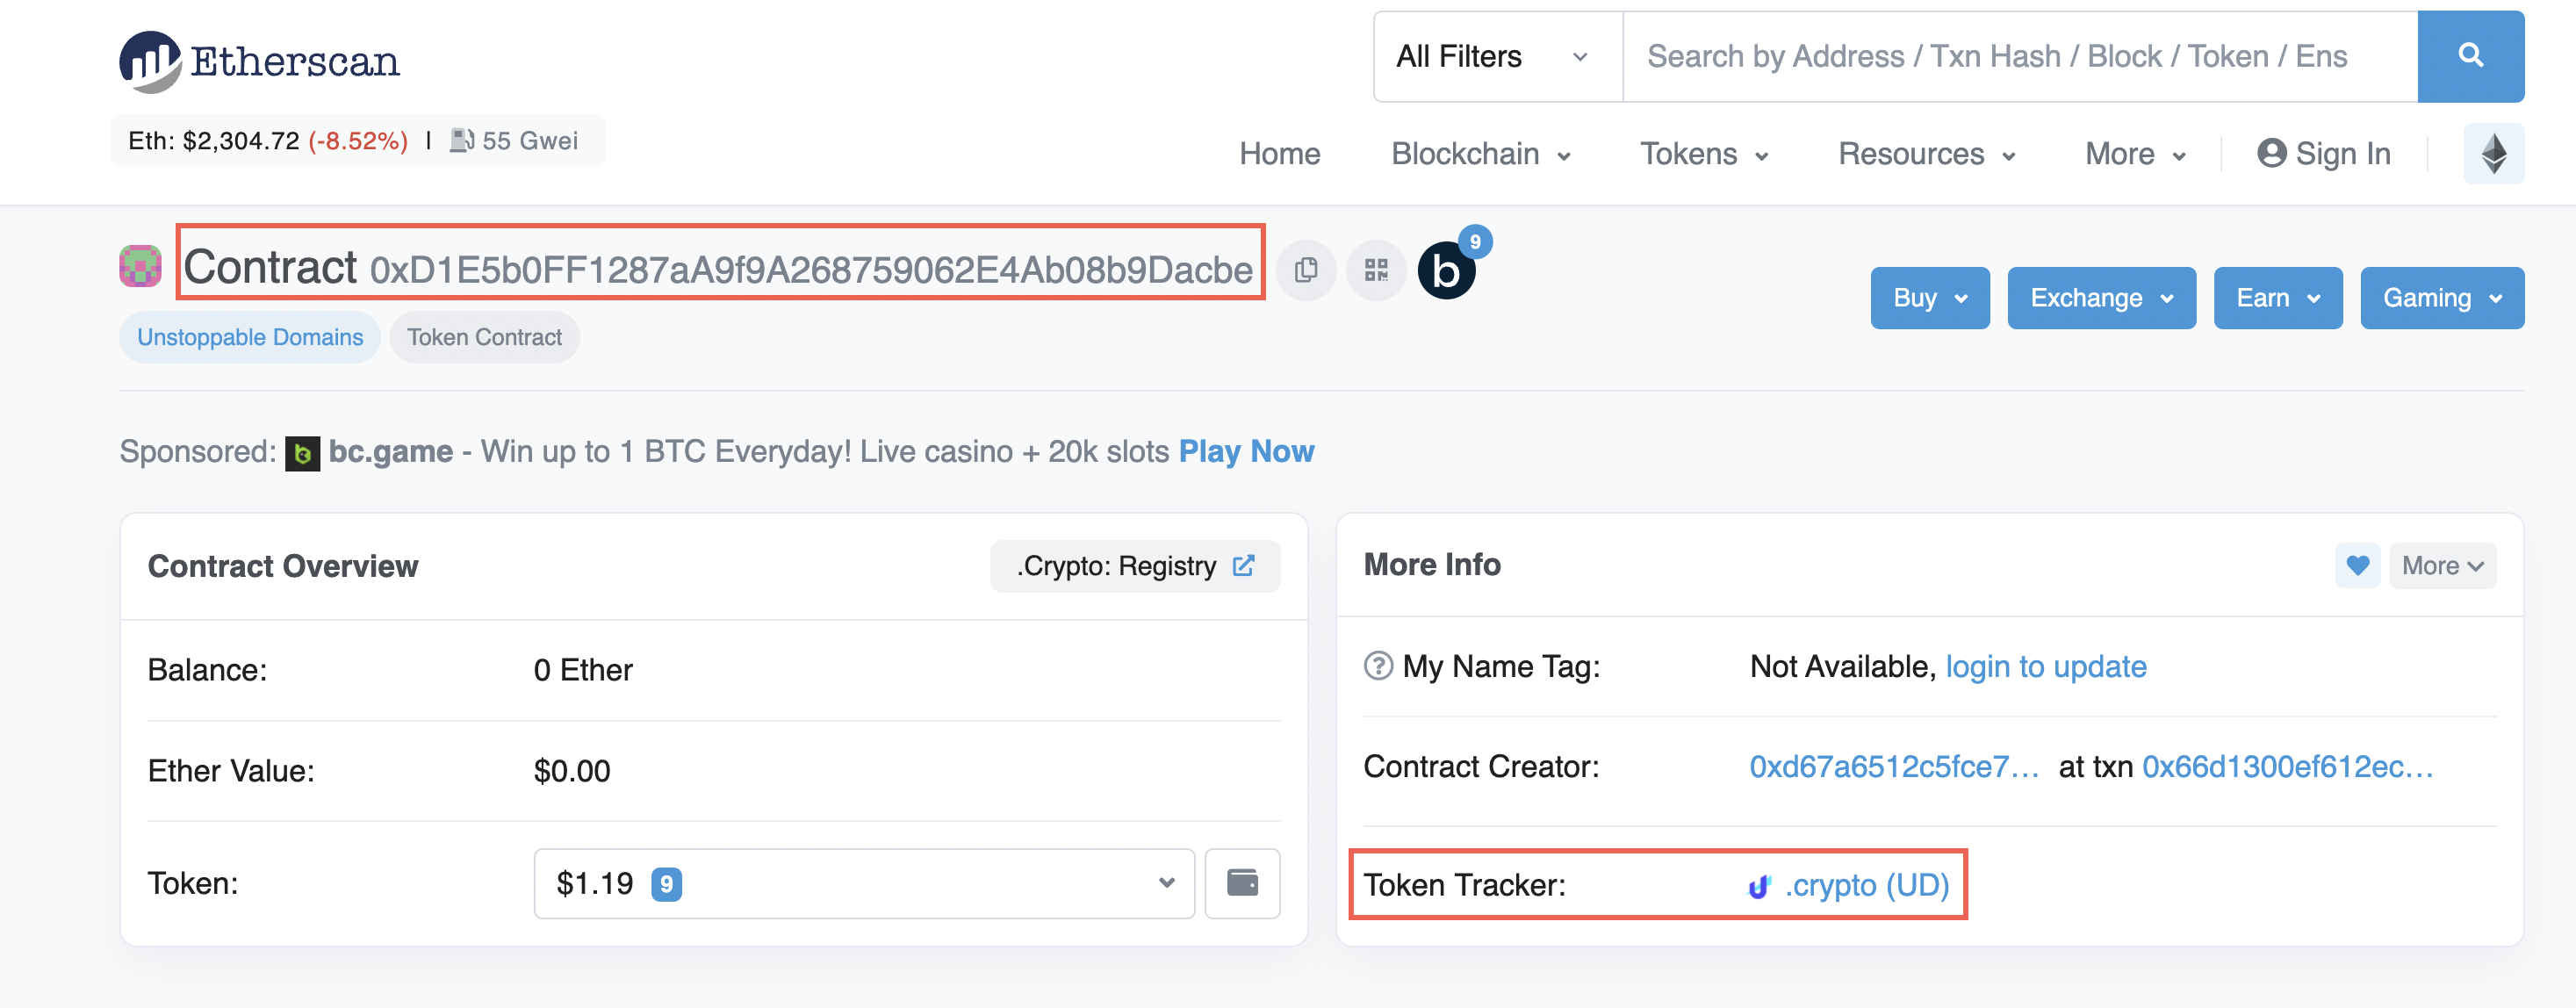 Etherscan
All Filters
Search by Address / Txn Hash / Block / Token / Ens
Eth: $2,304.72 (-8.52%) | 55 Gwei
Home Blockchain Tokens Resources More Sign In
Contract 0xD1E5b0FF1287aA9f9A268759062E4Ab08b9Dacbe
b 9
Buy Exchange Earn Gaming
Unstoppable Domains Token Contract
Sponsored: bc.game - Win up to 1 BTC Everyday! Live casino + 20k slots Play Now
Contract Overview .Crypto: Registry
Balance: 0 Ether
Ether Value: $0.00
Token: $1.19 9
More Info More
My Name Tag: Not Available, login to update
Contract Creator: 0xd67a6512c5fce7... at txn 0x66d1300ef612ec...
Token Tracker: .crypto (UD)